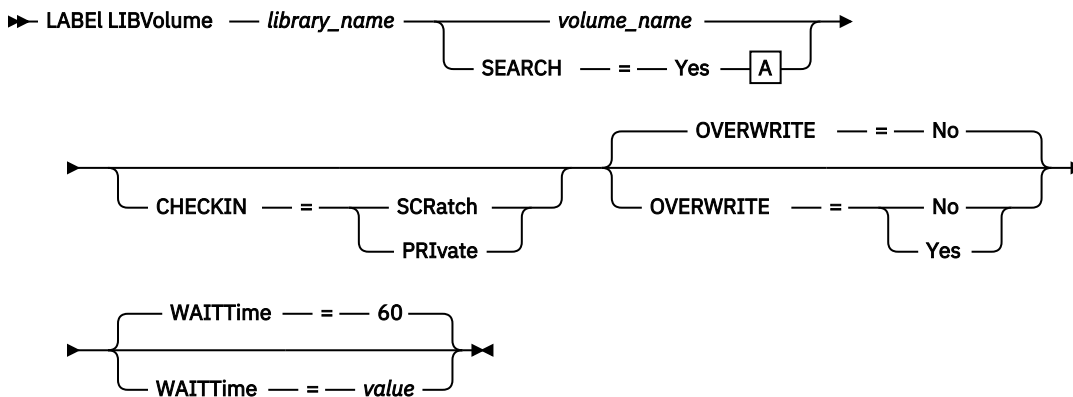 LABEl LIBVolume library_name volume_name
SEARCH = Yes A
OVERWRITE = No
CHECKIN = SCRatch
PRIvate
OVERWRITE = No
Yes
WAITTime = 60
WAITTime = value